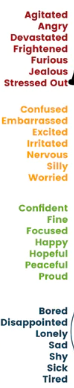 Agitated
Angry
Devastated
Frightened
Furious
Jealous
Stressed Out
Confused
Embarrassed
Excited
Irritated
Nervous
Silly
Worried
Confident
Fine
Focused
Happy
Hopeful
Peaceful
Proud
Bored
Disappointed
Lonely
Sad
Shy
Sick
Tired